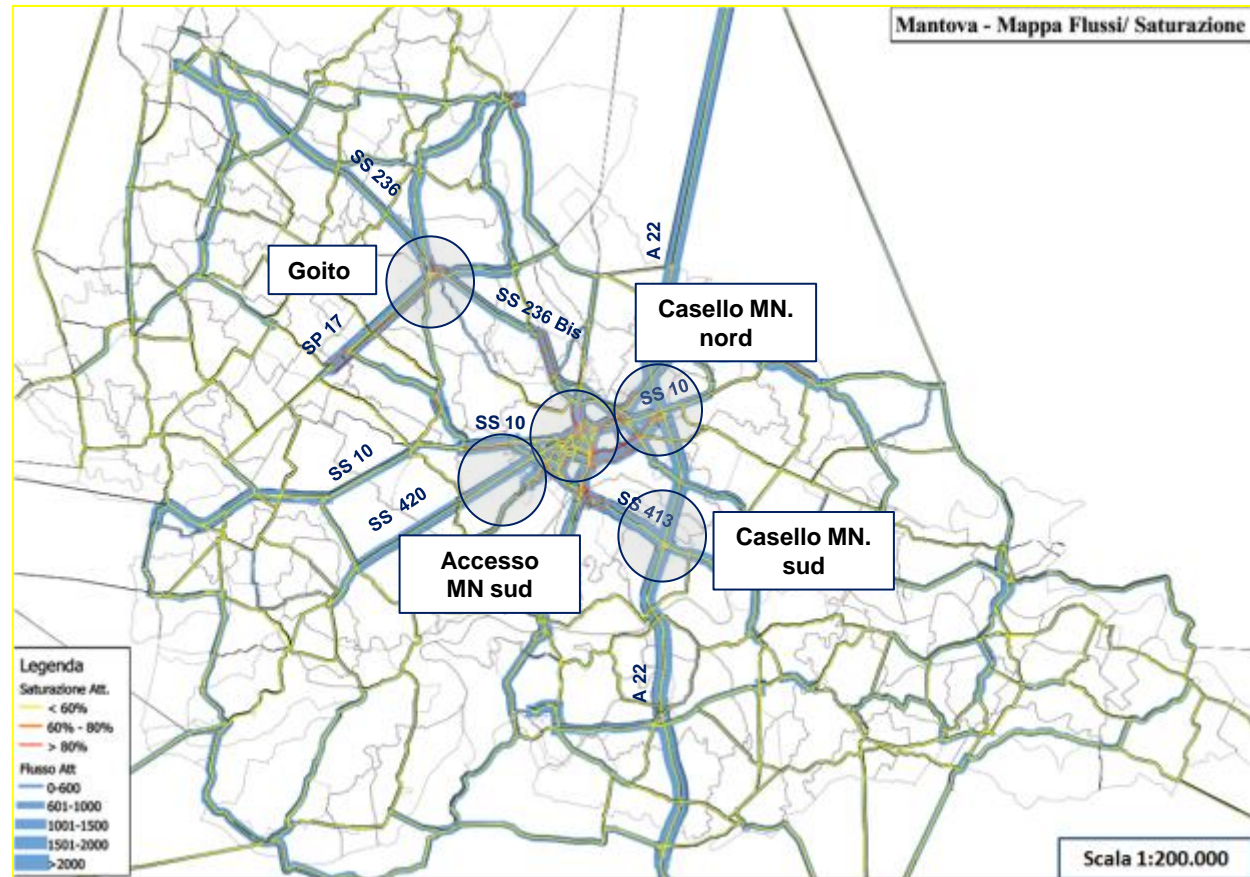 Mantova - Mappa Flussi/ Saturazione
SS 236
A 22
Goito
SS 236 Bis
Casello MN.
nord
SP 17
SS 10
SS 10
SS 10
SS 420
SS 413
Accesso
MN sud
Casello MN.
sud
A 22
Legenda
Saturazione Att.
< 60%
60% - 80%
> 80%
Flusso Att
0-600
601-1000
1001-1500
1501-2000
>2000
Scala 1:200.000